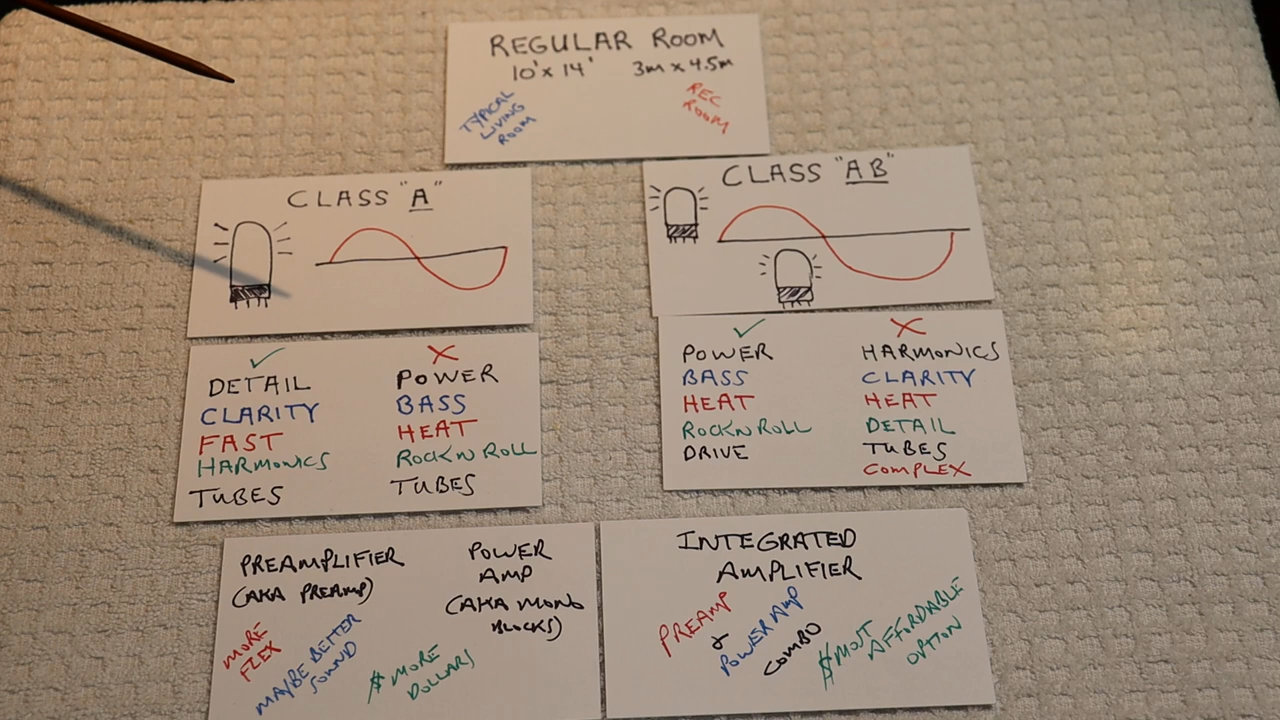 REGULAR ROOM
10' x 14' 3m x 4.5m
TYPICAL
LIVING
ROOM
REC
ROOM
CLASS "A"
CLASS "AB"
✓ ✗
DETAIL POWER
CLARITY BASS
FAST HEAT
HARMONICS ROCK N ROLL
TUBES TUBES
✓ ✗
POWER HARMONICS
BASS CLARITY
HEAT HEAT
ROCK N ROLL DETAIL
DRIVE TUBES
COMPLEX
PREAMPLIFIER
(AKA PREAMP)
MORE
FLEX
MAYBE BETTER
SOUND
$ MORE
DOLLARS
POWER
AMP
(AKA MONO
BLOCKS)
INTEGRATED
AMPLIFIER
PREAMP
&
POWER AMP
COMBO
$ MOST
AFFORDABLE
OPTION